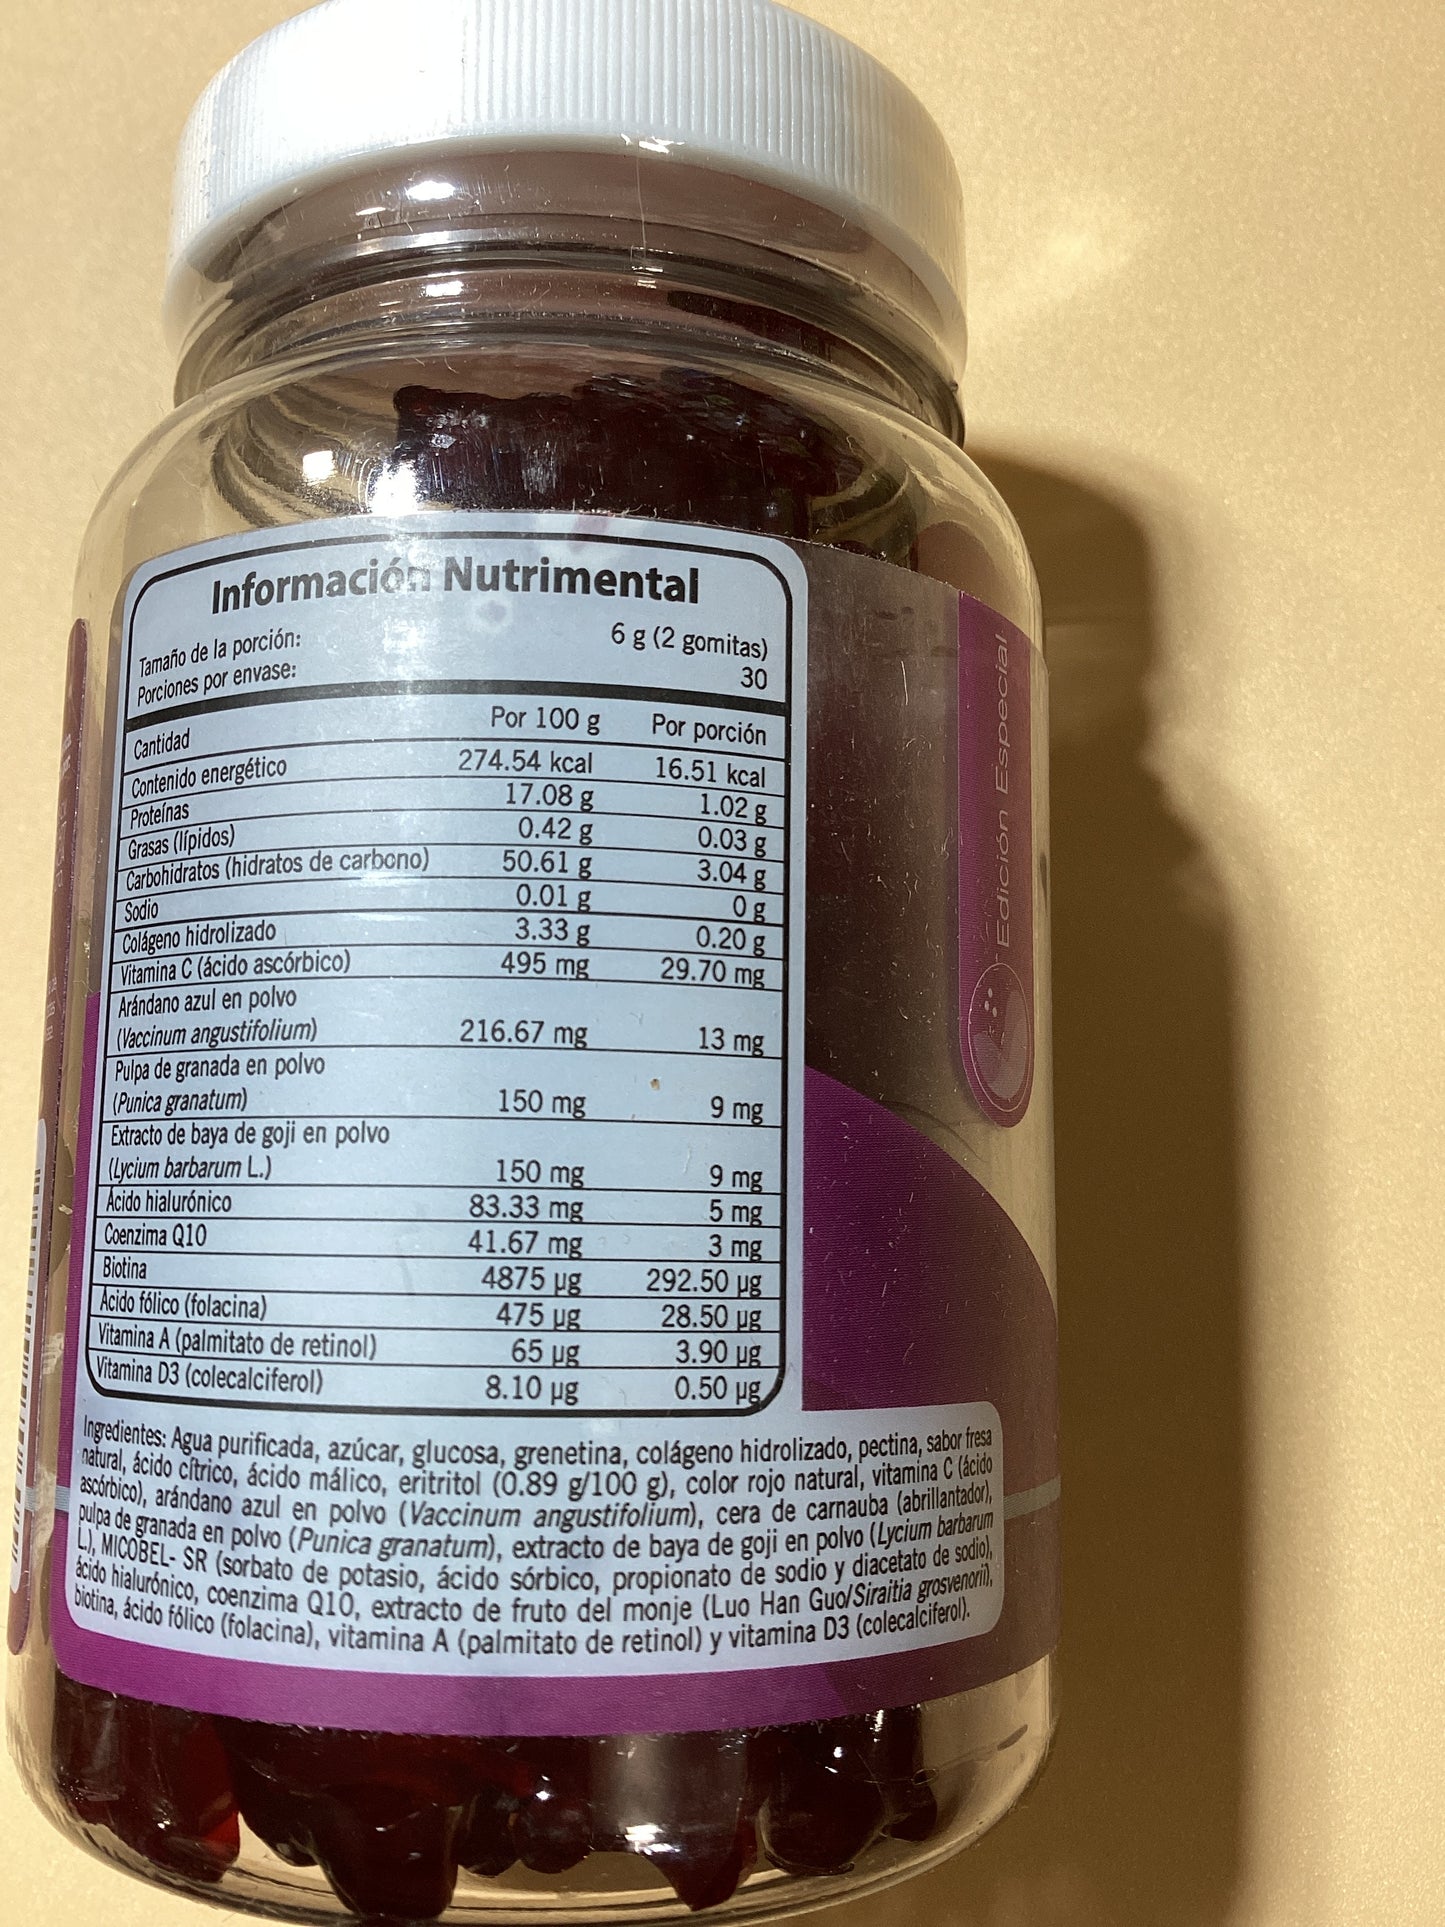 Información Nutrimental
Tamaño de la porción: 6 g (2 gomitas)
Porciones por envase: 30
Cantidad Por 100 g Por porción
Contenido energético 274.54 kcal 16.51 kcal
Proteínas 17.08 g 1.02 g
Grasas (lípidos) 0.42 g 0.03 g
Carbohidratos (hidratos de carbono) 50.61 g 3.04 g
Sodio 0.01 g 0 g
Colágeno hidrolizado 3.33 g 0.20 g
Vitamina C (ácido ascórbico) 495 mg 29.70 mg
Arándano azul en polvo
(Vaccinum angustifolium) 216.67 mg 13 mg
Pulpa de granada en polvo
(Punica granatum) 150 mg 9 mg
Extracto de baya de goji en polvo
(Lycium barbarum L.) 150 mg 9 mg
Ácido hialurónico 83.33 mg 5 mg
Coenzima Q10 41.67 mg 3 mg
Biotina 4875 µg 292.50 µg
Ácido fólico (folacina) 475 µg 28.50 µg
Vitamina A (palmitato de retinol) 65 µg 3.90 µg
Vitamina D3 (colecalciferol) 8.10 µg 0.50 µg
Ingredientes: Agua purificada, azúcar, glucosa, grenetina, colágeno hidrolizado, pectina, sabor fresa
natural, ácido cítrico, ácido málico, eritritol (0.89 g/100 g), color rojo natural, vitamina C (ácido
ascórbico), arándano azul en polvo (Vaccinum angustifolium), cera de carnauba (abrillantador),
pulpa de granada en polvo (Punica granatum), extracto de baya de goji en polvo (Lycium barbarum
L.), MICOBEL- SR (sorbato de potasio, ácido sórbico, propionato de sodio y diacetato de sodio),
ácido hialurónico, coenzima Q10, extracto de fruto del monje (Luo Han Guo/Siraitia grosvenorii),
biotina, ácido fólico (folacina), vitamina A (palmitato de retinol) y vitamina D3 (colecalciferol).
Edición Especial